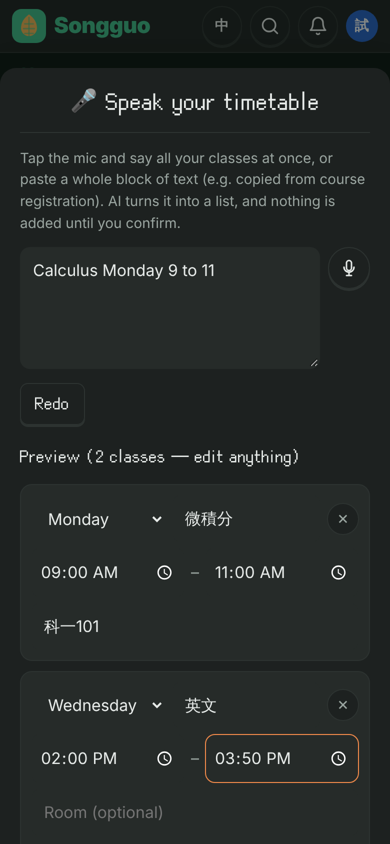 Songguo
中
試
Speak your timetable
Tap the mic and say all your classes at once, or
paste a whole block of text (e.g. copied from course
registration). AI turns it into a list, and nothing is
added until you confirm.
Calculus Monday 9 to 11
Redo
Preview (2 classes — edit anything)
Monday 微積分
09:00 AM – 11:00 AM
科一101
Wednesday 英文
02:00 PM – 03:50 PM
Room (optional)